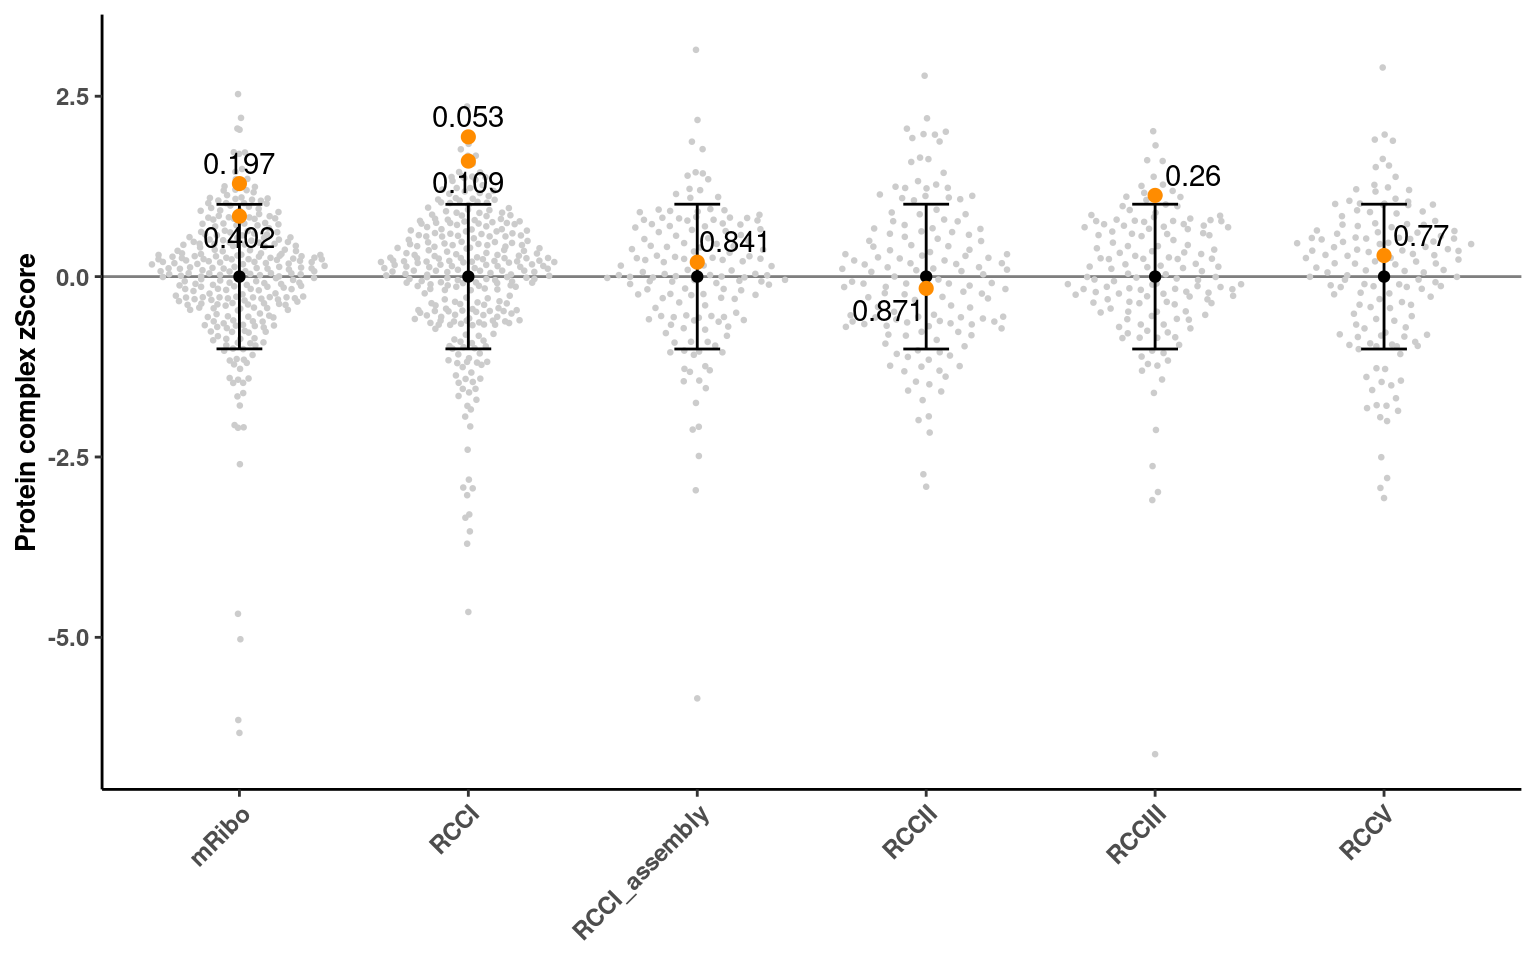 Protein complex zScore
2.5
0.0
-2.5
-5.0
0.197
0.402
0.053
0.109
0.841
0.871
0.26
0.77
mRibo
RCCI
RCCI_assembly
RCCII
RCCIII
RCCV